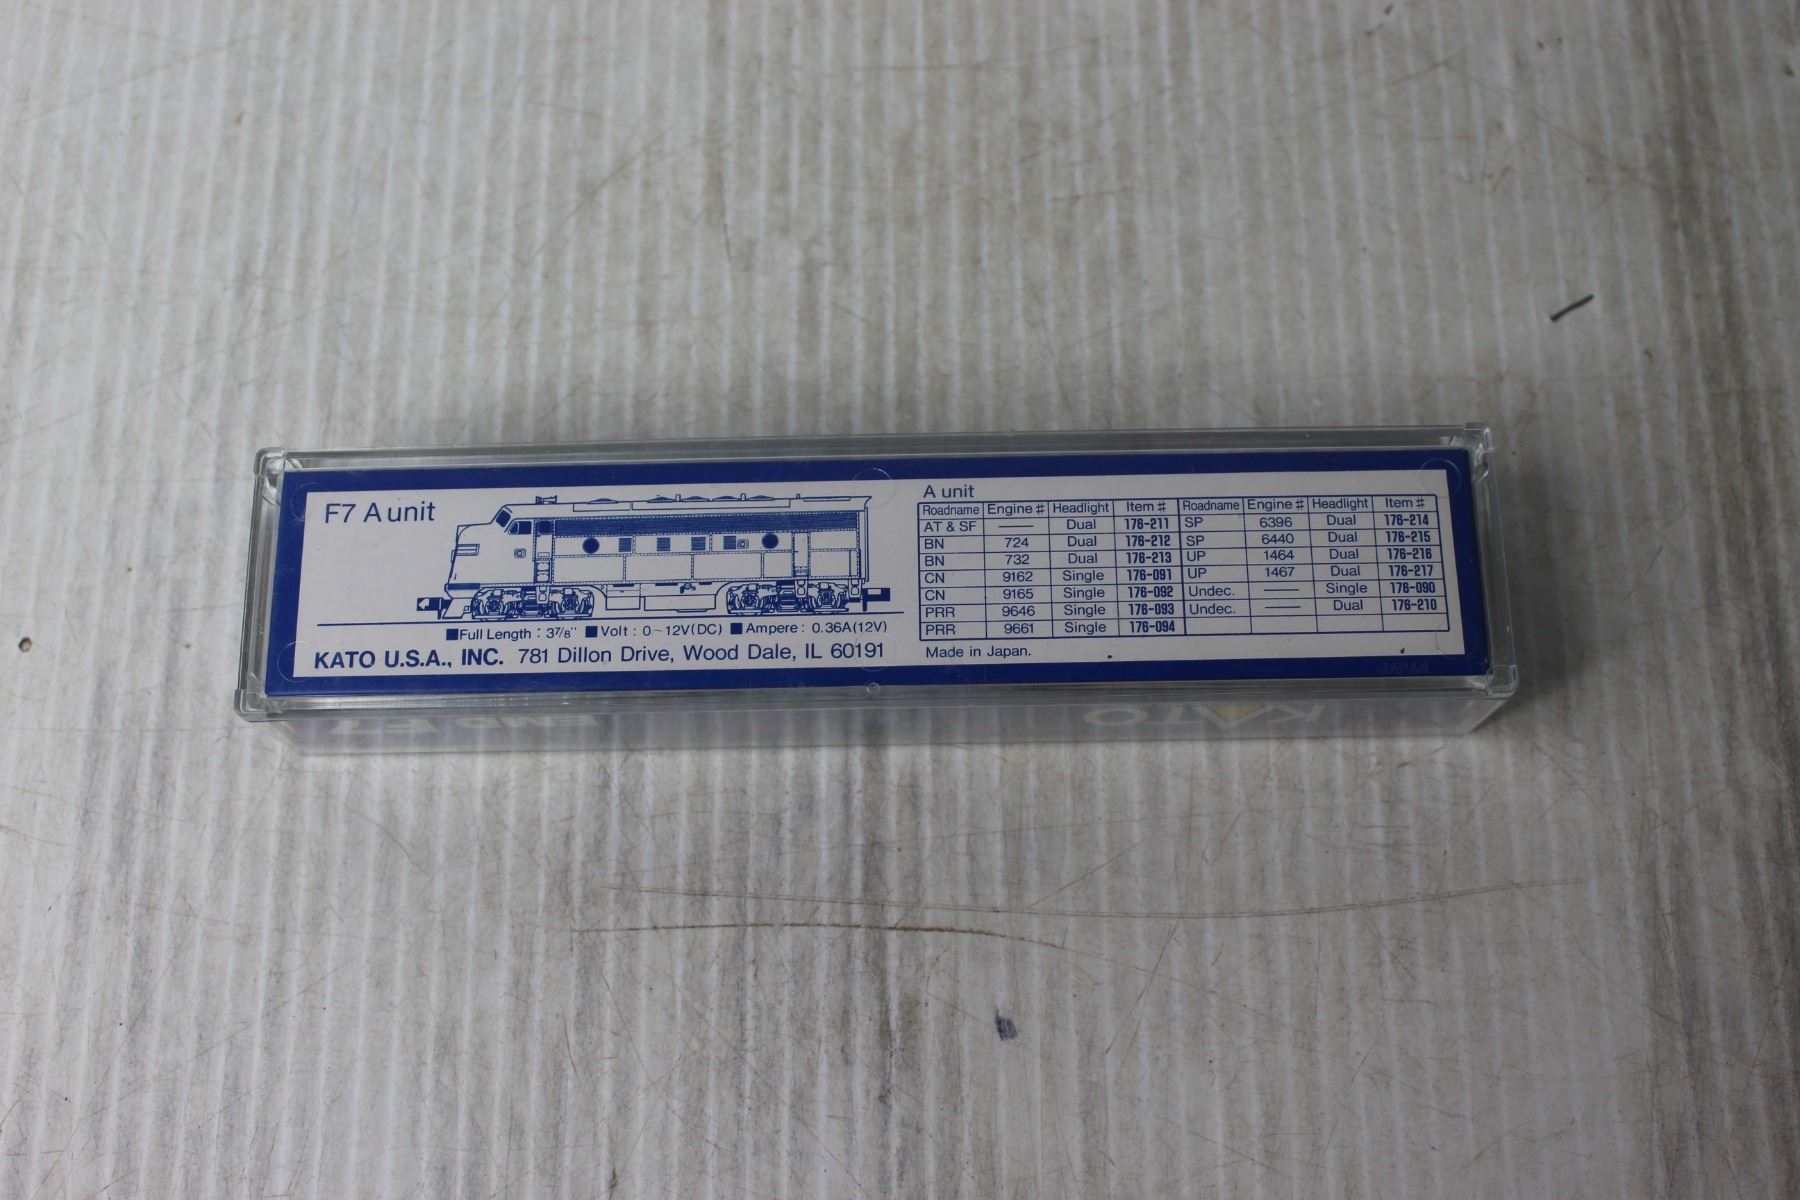 F7 A unit
■Full Length : 3⅞" ■Volt : 0~12V(DC) ■Ampere : 0.36A(12V)
KATO U.S.A., INC. 781 Dillon Drive, Wood Dale, IL 60191
A unit
Roadname Engine # Headlight Item # Roadname Engine # Headlight Item #
AT & SF — Dual 176-211 SP 6396 Dual 176-214
BN 724 Dual 176-212 SP 6440 Dual 176-215
BN 732 Dual 176-213 UP 1464 Dual 176-216
CN 9162 Single 176-091 UP 1467 Dual 176-217
CN 9165 Single 176-092 Undec. — Single 176-090
PRR 9646 Single 176-093 Undec. — Dual 176-210
PRR 9661 Single 176-094
Made in Japan.
JAPAN
KATO
EMD F7